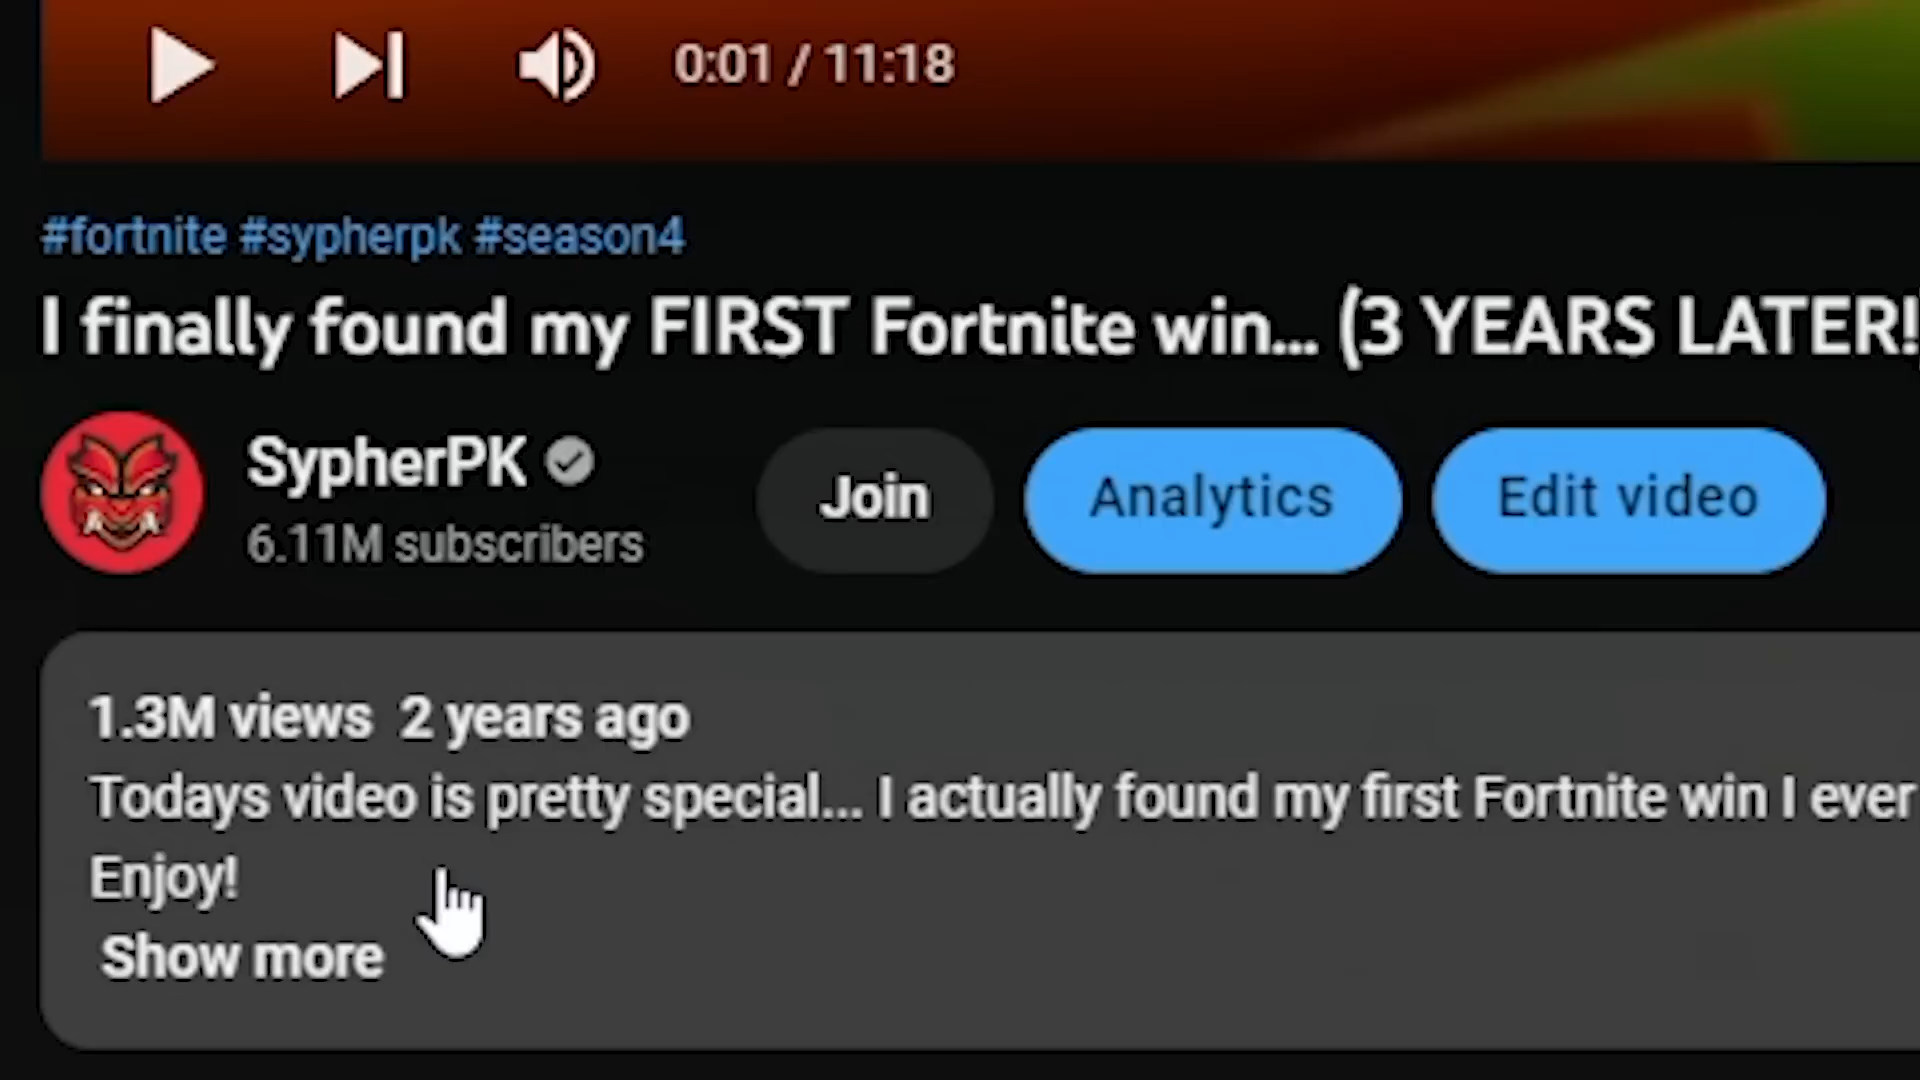 0:01 / 11:18
#fortnite #sypherpk #season4
I finally found my FIRST Fortnite win... (3 YEARS LATER!
SypherPK
6.11M subscribers
Join
Analytics
Edit video
1.3M views 2 years ago
Todays video is pretty special... I actually found my first Fortnite win I ever
Enjoy!
Show more